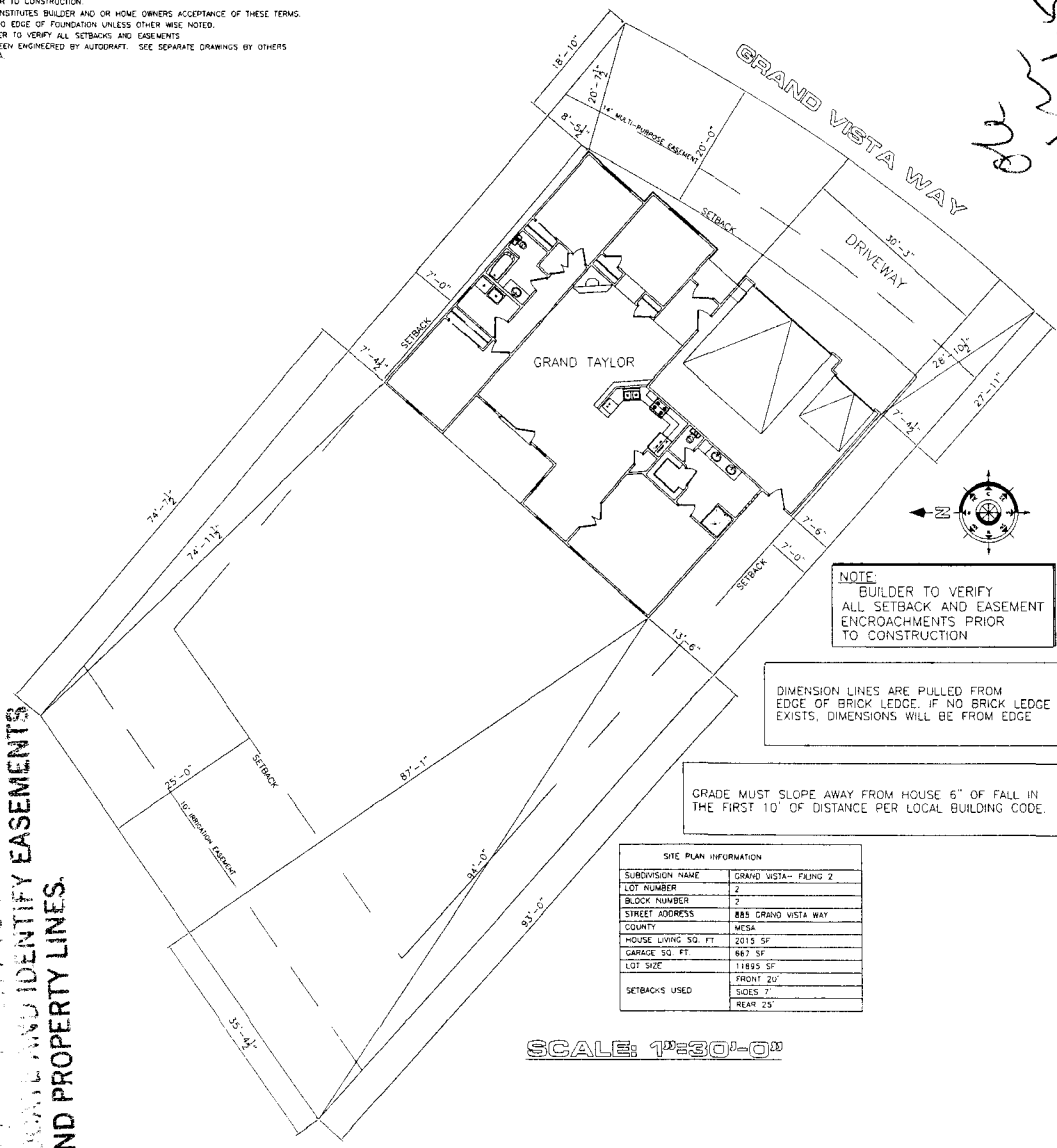 TO CONSTRUCTION.
NSTITUTES BUILDER AND OR HOME OWNERS ACCEPTANCE OF THESE TERMS.
O EDGE OF FOUNDATION UNLESS OTHER WISE NOTED.
ER TO VERIFY ALL SETBACKS AND EASEMENTS
EEN ENGINEERED BY AUTODRAFT. SEE SEPARATE DRAWINGS BY OTHERS
GRAND VISTA WAY
18'-10"
20'-7½"
8'-5½"
14' MULTI-PURPOSE EASEMENT
20'-0"
SETBACK
30'-3"
DRIVEWAY
7'-0"
SETBACK
7'-4½"
GRAND TAYLOR
28'-10½"
27'-11"
7'-4½"
74'-7½"
74'-11½"
7'-6"
7'-0"
SETBACK
N
13'-6"
NOTE:
BUILDER TO VERIFY
ALL SETBACK AND EASEMENT
ENCROACHMENTS PRIOR
TO CONSTRUCTION
DIMENSION LINES ARE PULLED FROM
EDGE OF BRICK LEDGE. IF NO BRICK LEDGE
EXISTS, DIMENSIONS WILL BE FROM EDGE
GRADE MUST SLOPE AWAY FROM HOUSE 6" OF FALL IN
THE FIRST 10' OF DISTANCE PER LOCAL BUILDING CODE.
25'-0"
SETBACK
10' IRRIGATION EASEMENT
87'-1"
94'-0"
93'-0"
35'-4½"
AND IDENTIFY EASEMENTS
ND PROPERTY LINES.
SITE PLAN INFORMATION
SUBDIVISION NAME GRAND VISTA- FILING 2
LOT NUMBER 2
BLOCK NUMBER 2
STREET ADDRESS 885 GRAND VISTA WAY
COUNTY MESA
HOUSE LIVING SQ. FT 2015 SF
GARAGE SQ. FT. 667 SF
LOT SIZE 11895 SF
SETBACKS USED FRONT 20'
SIDES 7'
REAR 25'
SCALE: 1"=30'-0"